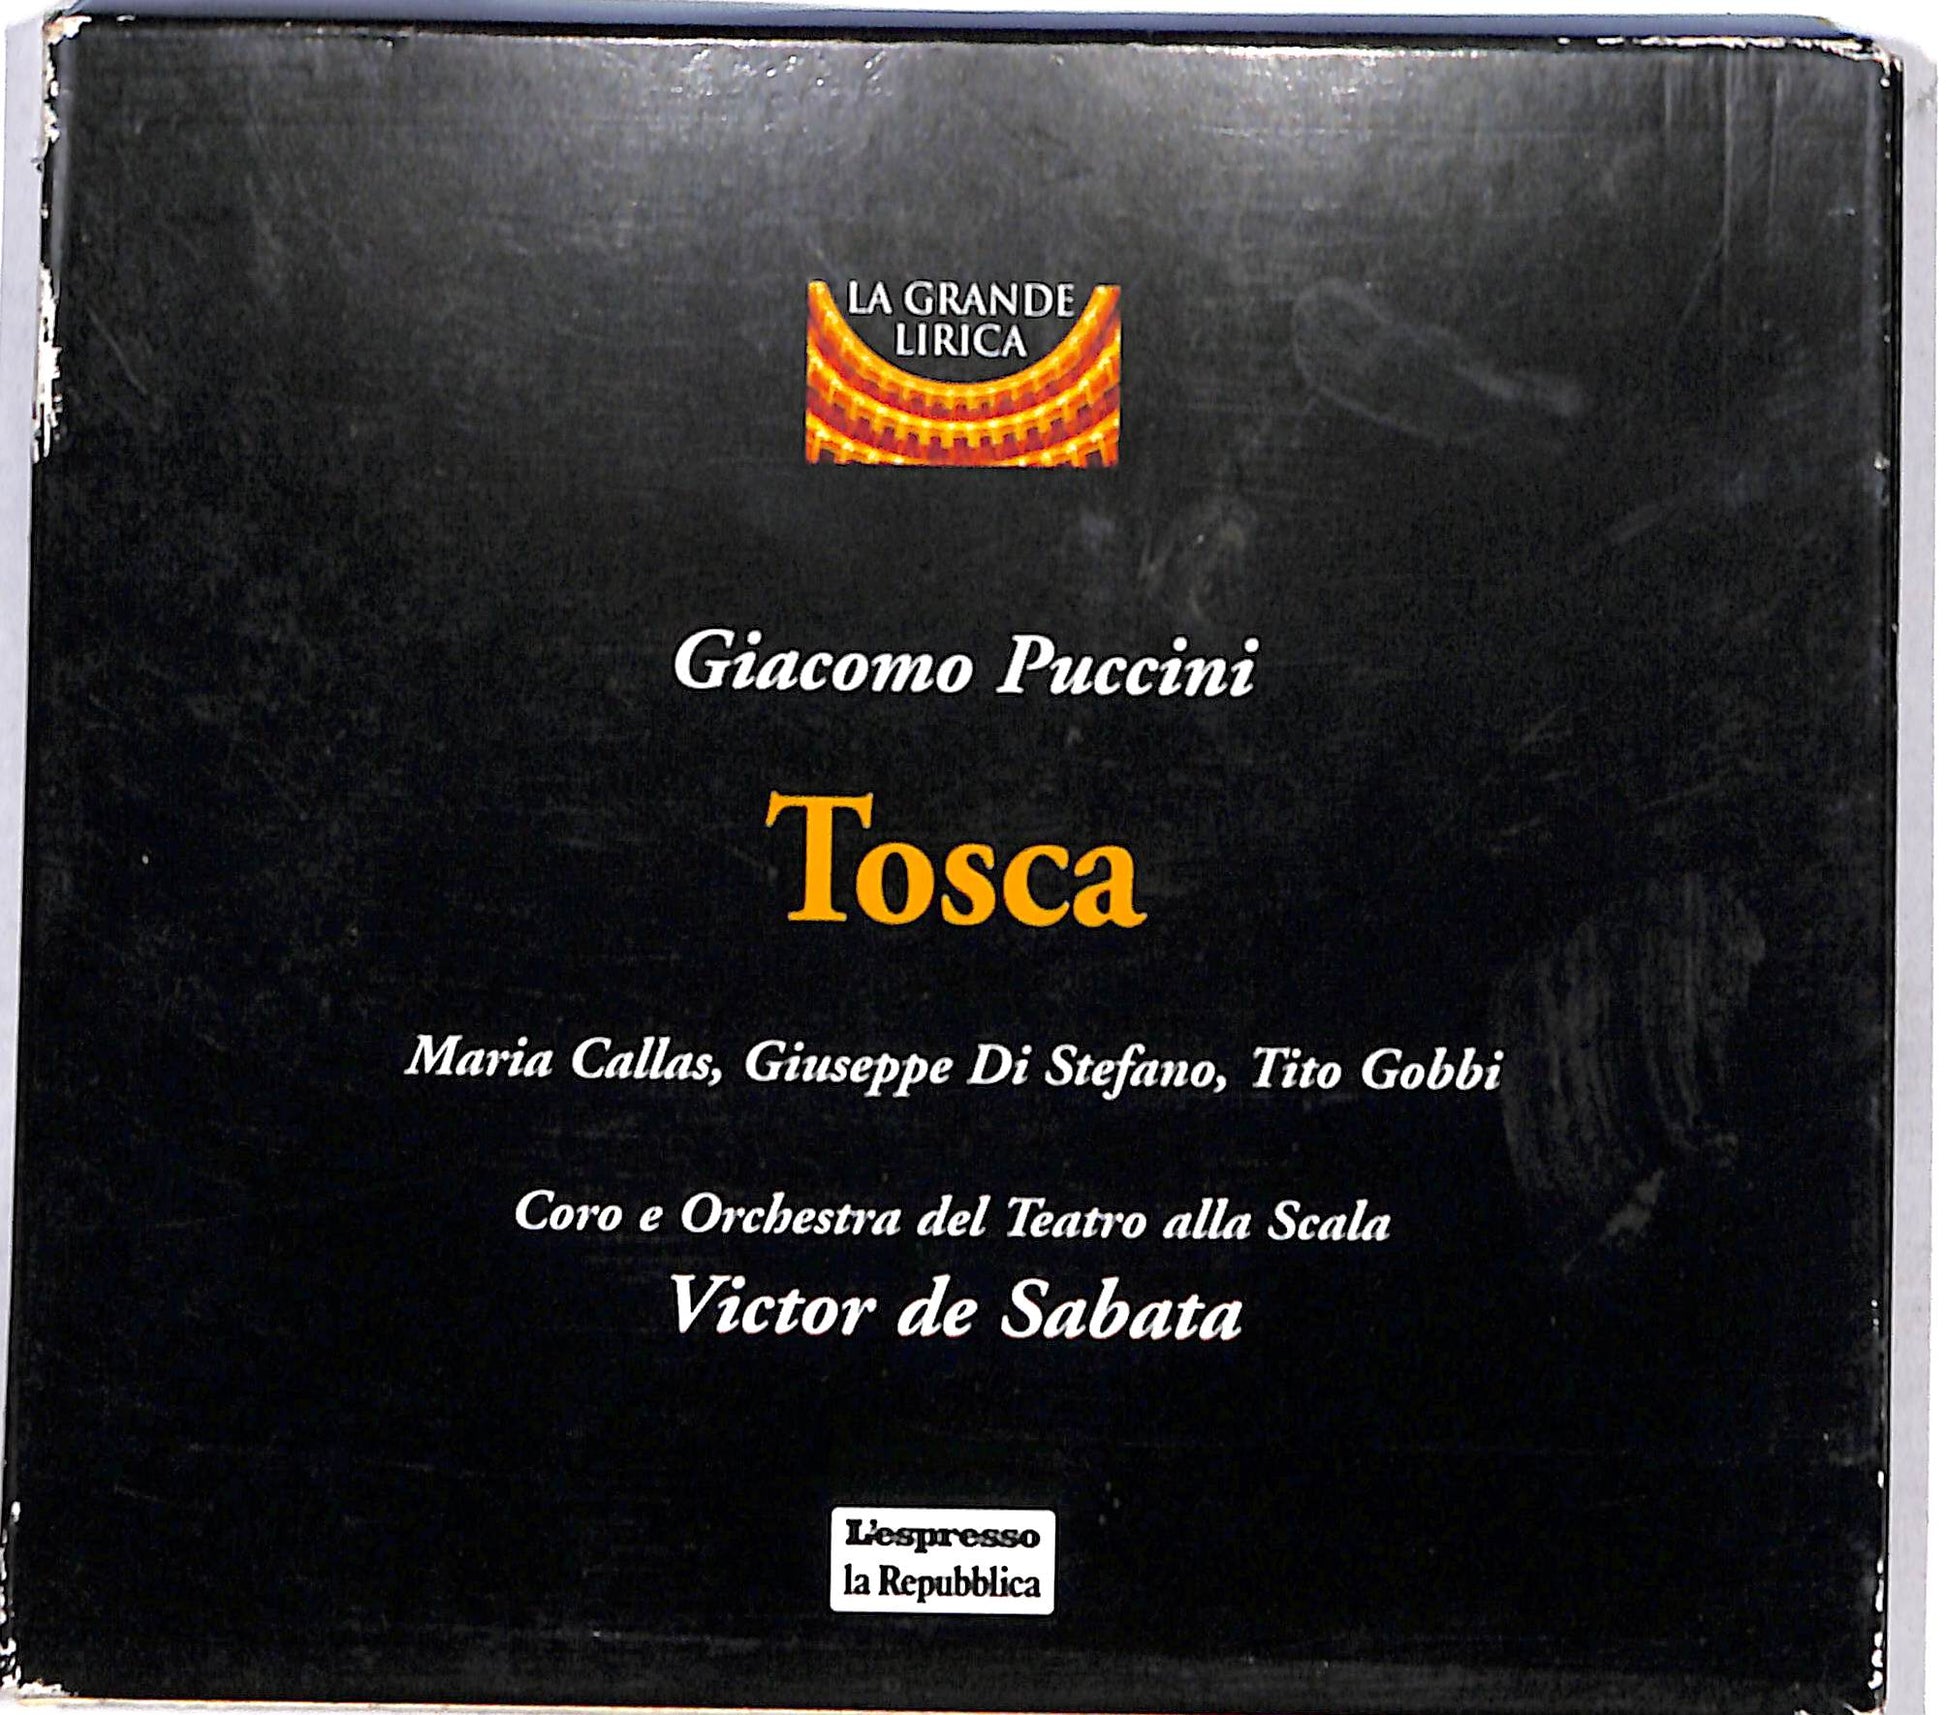 LA GRANDE
LIRICA
Giacomo Puccini
Tosca
Maria Callas, Giuseppe Di Stefano, Tito Gobbi
Coro e Orchestra del Teatro alla Scala
Victor de Sabata
L'espresso
la Repubblica